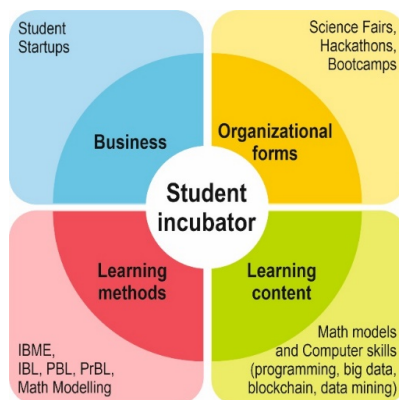 Student
Startups
Science Fairs,
Hackathons,
Bootcamps
Business
Organizational
forms
Student
incubator
Learning
methods
Learning
content
IBME,
IBL, PBL, PrBL,
Math Modelling
Math models
and Computer skills
(programming, big data,
blockchain, data mining)